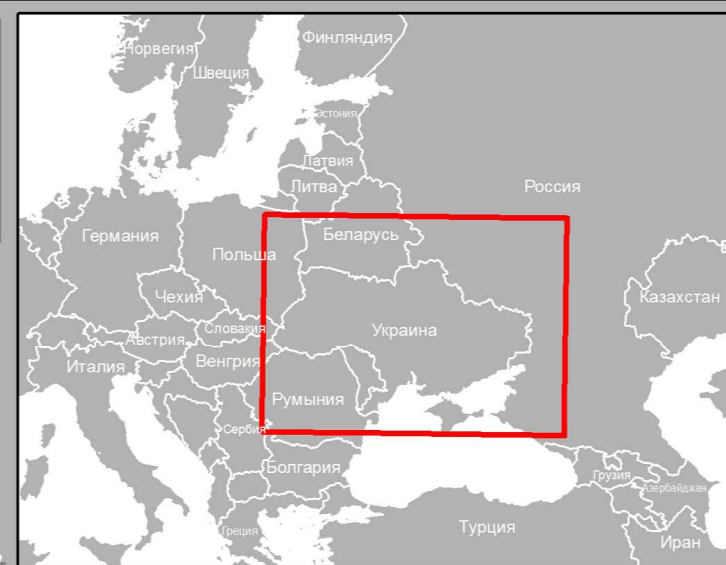 Финляндия
Норвегия
Швеция
Эстония
Латвия
Литва
Россия
Беларусь
Германия
Польша
Чехия
Казахстан
Словакия
Украина
Австрия
Венгрия
Италия
Румыния
Сербия
Болгария
Грузия
Азербайджан
Греция
Турция
Иран